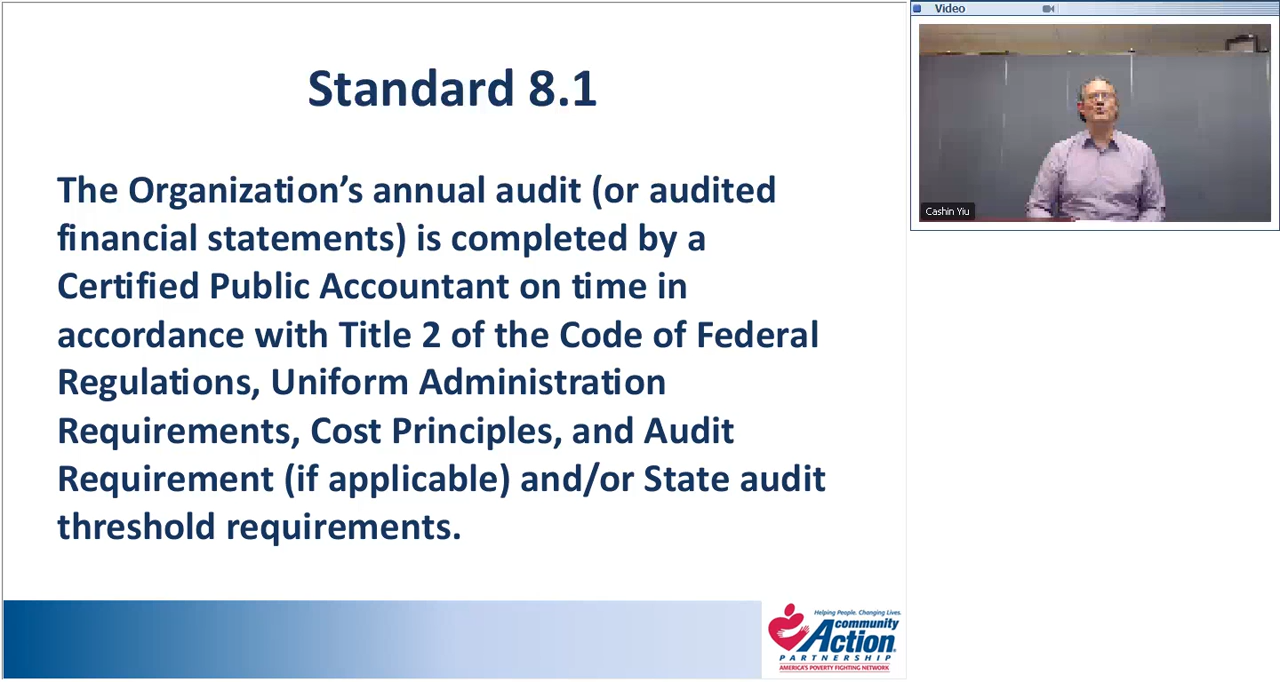 Standard 8.1
The Organization's annual audit (or audited
financial statements) is completed by a
Certified Public Accountant on time in
accordance with Title 2 of the Code of Federal
Regulations, Uniform Administration
Requirements, Cost Principles, and Audit
Requirement (if applicable) and/or State audit
threshold requirements.
Helping People. Changing Lives.
community
Action
PARTNERSHIP
AMERICA'S POVERTY FIGHTING NETWORK
Video
Cashin Yiu